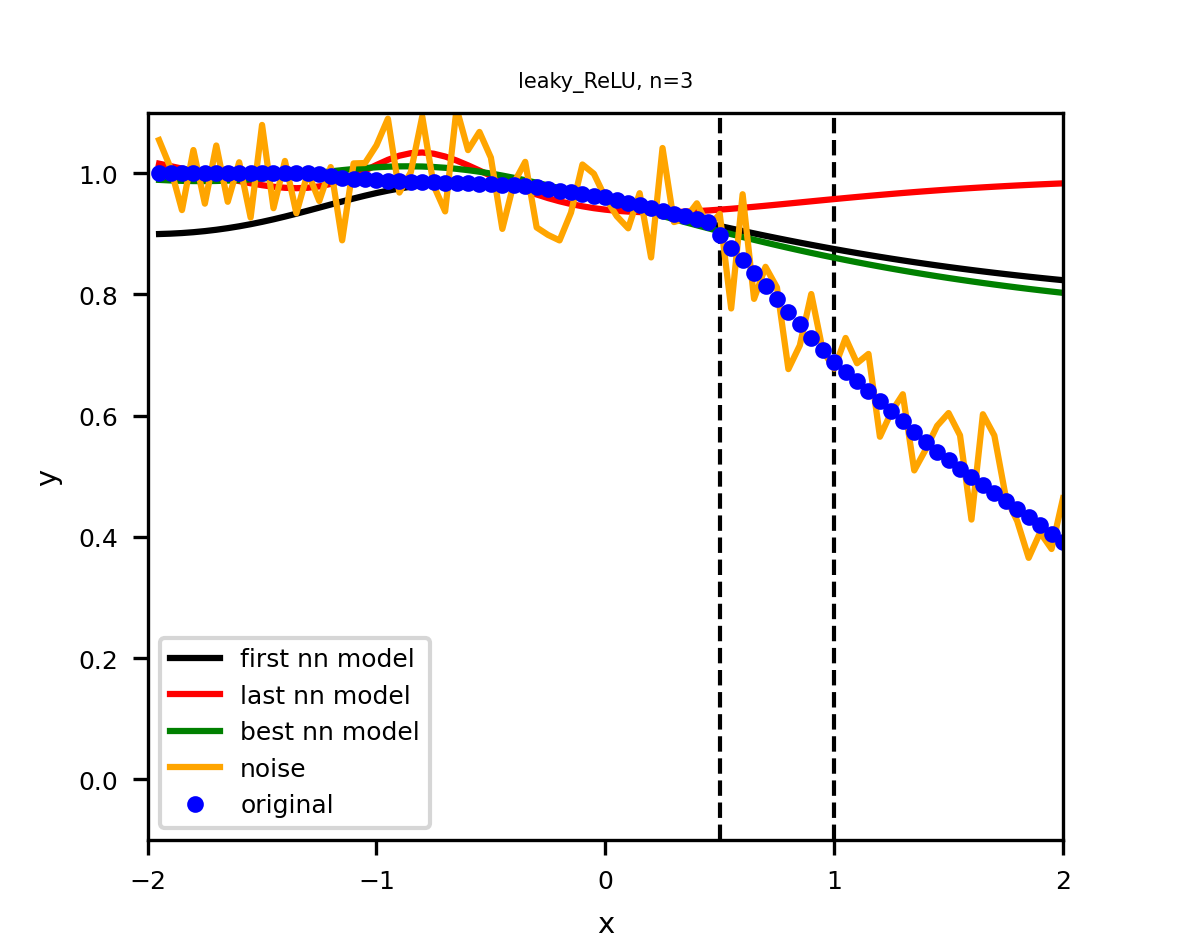 leaky_ReLU, n=3
1.0
0.8
0.6
0.4
0.2
0.0
y
first nn model
last nn model
best nn model
noise
original
−2
−1
0
1
2
x